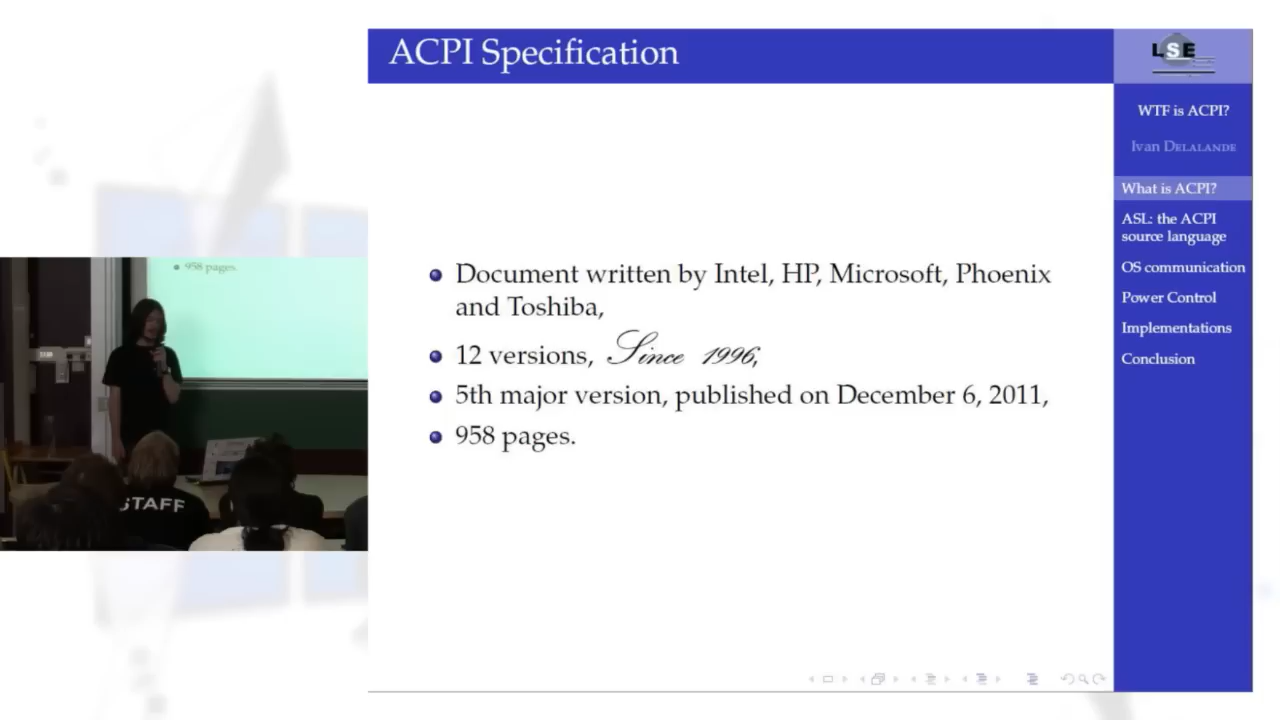 ACPI Specification
LSE
WTF is ACPI?
Ivan DELALANDE
What is ACPI?
ASL: the ACPI
source language
OS communication
Power Control
Implementations
Conclusion
Document written by Intel, HP, Microsoft, Phoenix
and Toshiba,
12 versions, Since 1996,
5th major version, published on December 6, 2011,
958 pages.
958 pages.
STAFF